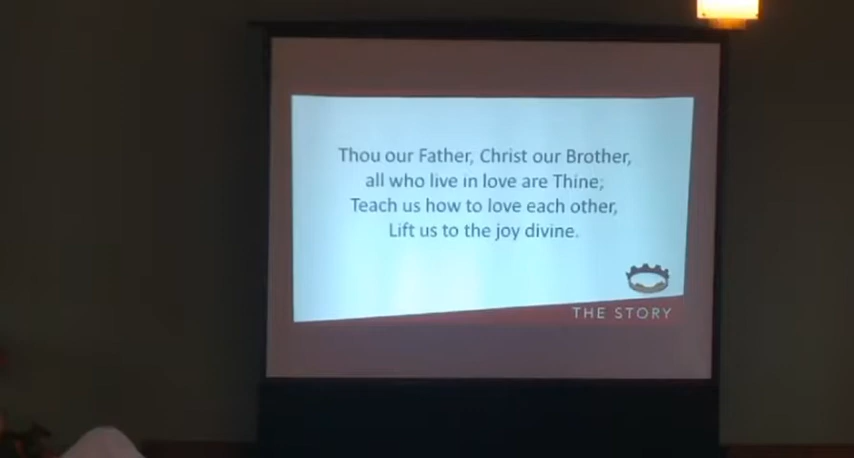 Thou our Father, Christ our Brother,
all who live in love are Thine;
Teach us how to love each other,
Lift us to the joy divine.
THE STORY